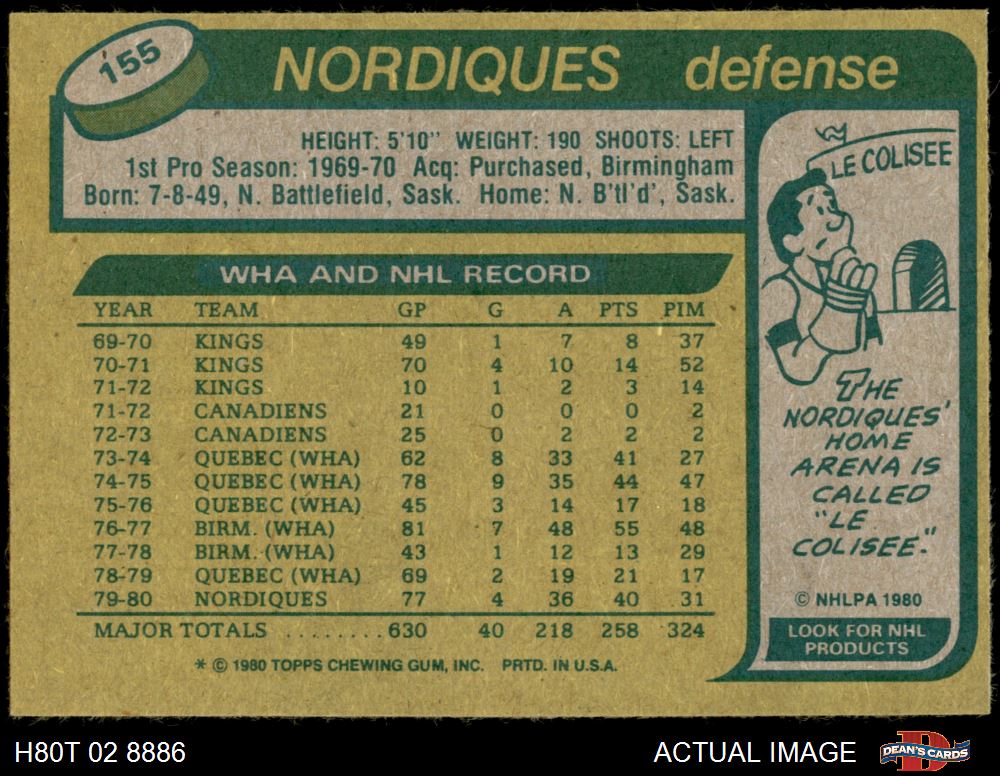 155
NORDIQUES defense
HEIGHT: 5'10" WEIGHT: 190 SHOOTS: LEFT
1st Pro Season: 1969-70 Acq: Purchased, Birmingham
Born: 7-8-49, N. Battlefield, Sask. Home: N. B'tl'd', Sask.
WHA AND NHL RECORD
YEAR TEAM GP G A PTS PIM
69-70 KINGS 49 1 7 8 37
70-71 KINGS 70 4 10 14 52
71-72 KINGS 10 1 2 3 14
71-72 CANADIENS 21 0 0 0 2
72-73 CANADIENS 25 0 2 2 2
73-74 QUEBEC (WHA) 62 8 33 41 27
74-75 QUEBEC (WHA) 78 9 35 44 47
75-76 QUEBEC (WHA) 45 3 14 17 18
76-77 BIRM. (WHA) 81 7 48 55 48
77-78 BIRM. (WHA) 43 1 12 13 29
78-79 QUEBEC (WHA) 69 2 19 21 17
79-80 NORDIQUES 77 4 36 40 31
MAJOR TOTALS ........ 630 40 218 258 324
* © 1980 TOPPS CHEWING GUM, INC. PRTD. IN U.S.A.
LE COLISEE
THE
NORDIQUES'
HOME
ARENA IS
CALLED
"LE
COLISEE."
© NHLPA 1980
LOOK FOR NHL
PRODUCTS
H80T 02 8886
ACTUAL IMAGE
DEAN'S CARDS